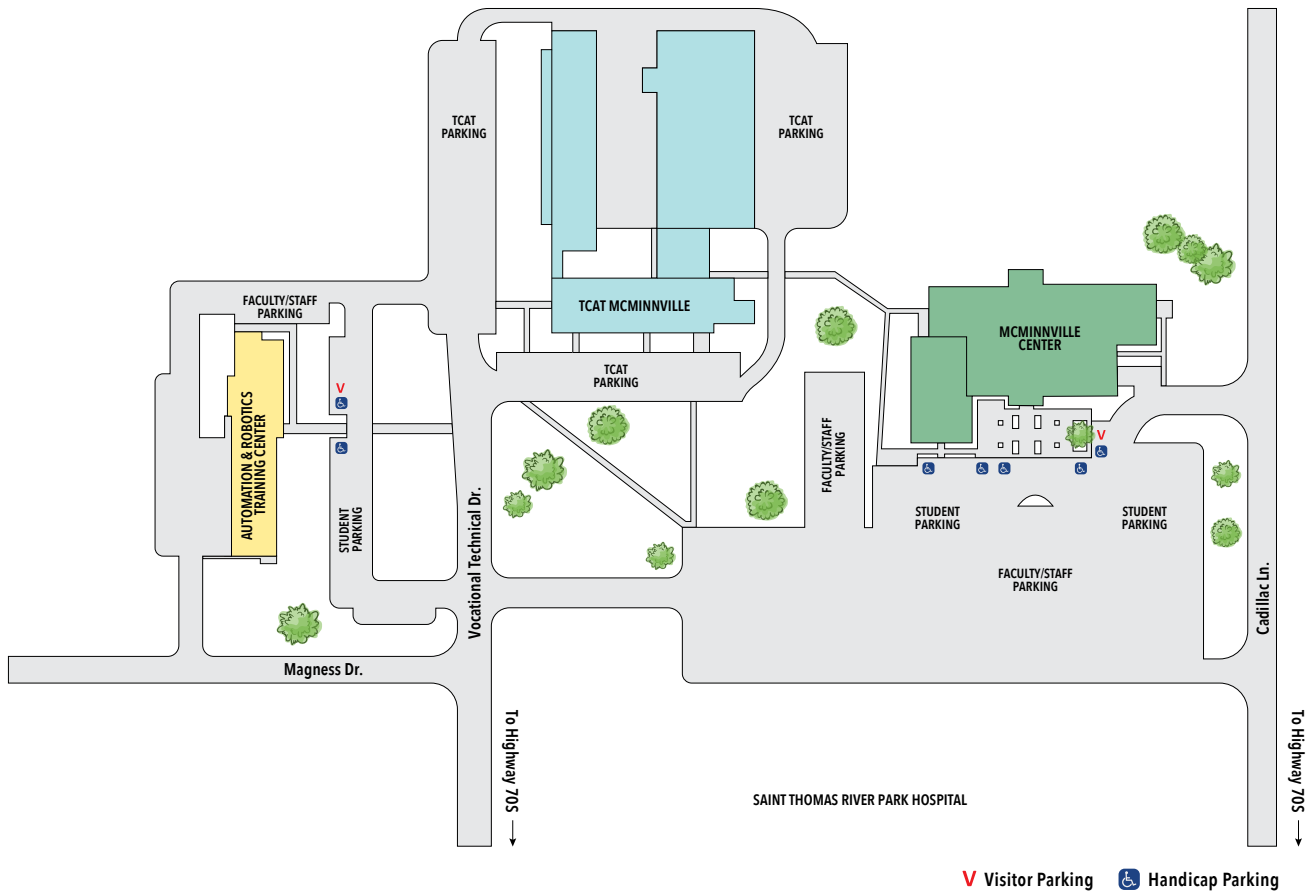 TCAT
PARKING
TCAT
PARKING
FACULTY/STAFF
PARKING
TCAT MCMINNVILLE
MCMINNVILLE
CENTER
TCAT
PARKING
V
AUTOMATION & ROBOTICS
TRAINING CENTER
FACULTY/STAFF
PARKING
V
STUDENT
PARKING
STUDENT
PARKING
STUDENT
PARKING
Vocational Technical Dr.
FACULTY/STAFF
PARKING
Cadillac Ln.
Magness Dr.
To Highway 70S
To Highway 70S
SAINT THOMAS RIVER PARK HOSPITAL
V Visitor Parking
Handicap Parking